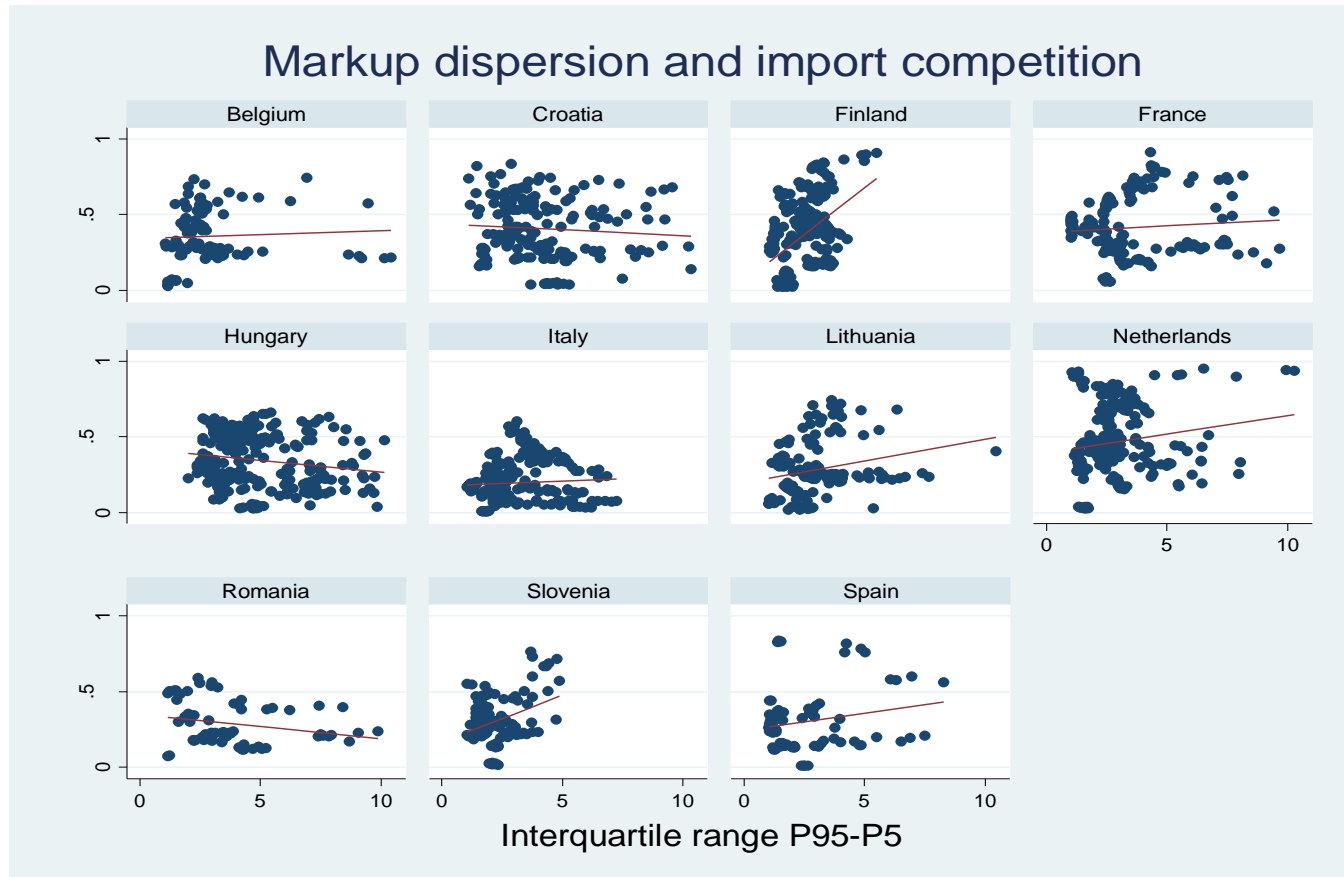 Markup dispersion and import competition
Belgium
Croatia
Finland
France
1
.5
0
Hungary
Italy
Lithuania
Netherlands
1
.5
0
0 5 10
Romania
Slovenia
Spain
1
.5
0
0 5 10
0 5 10
0 5 10
Interquartile range P95-P5